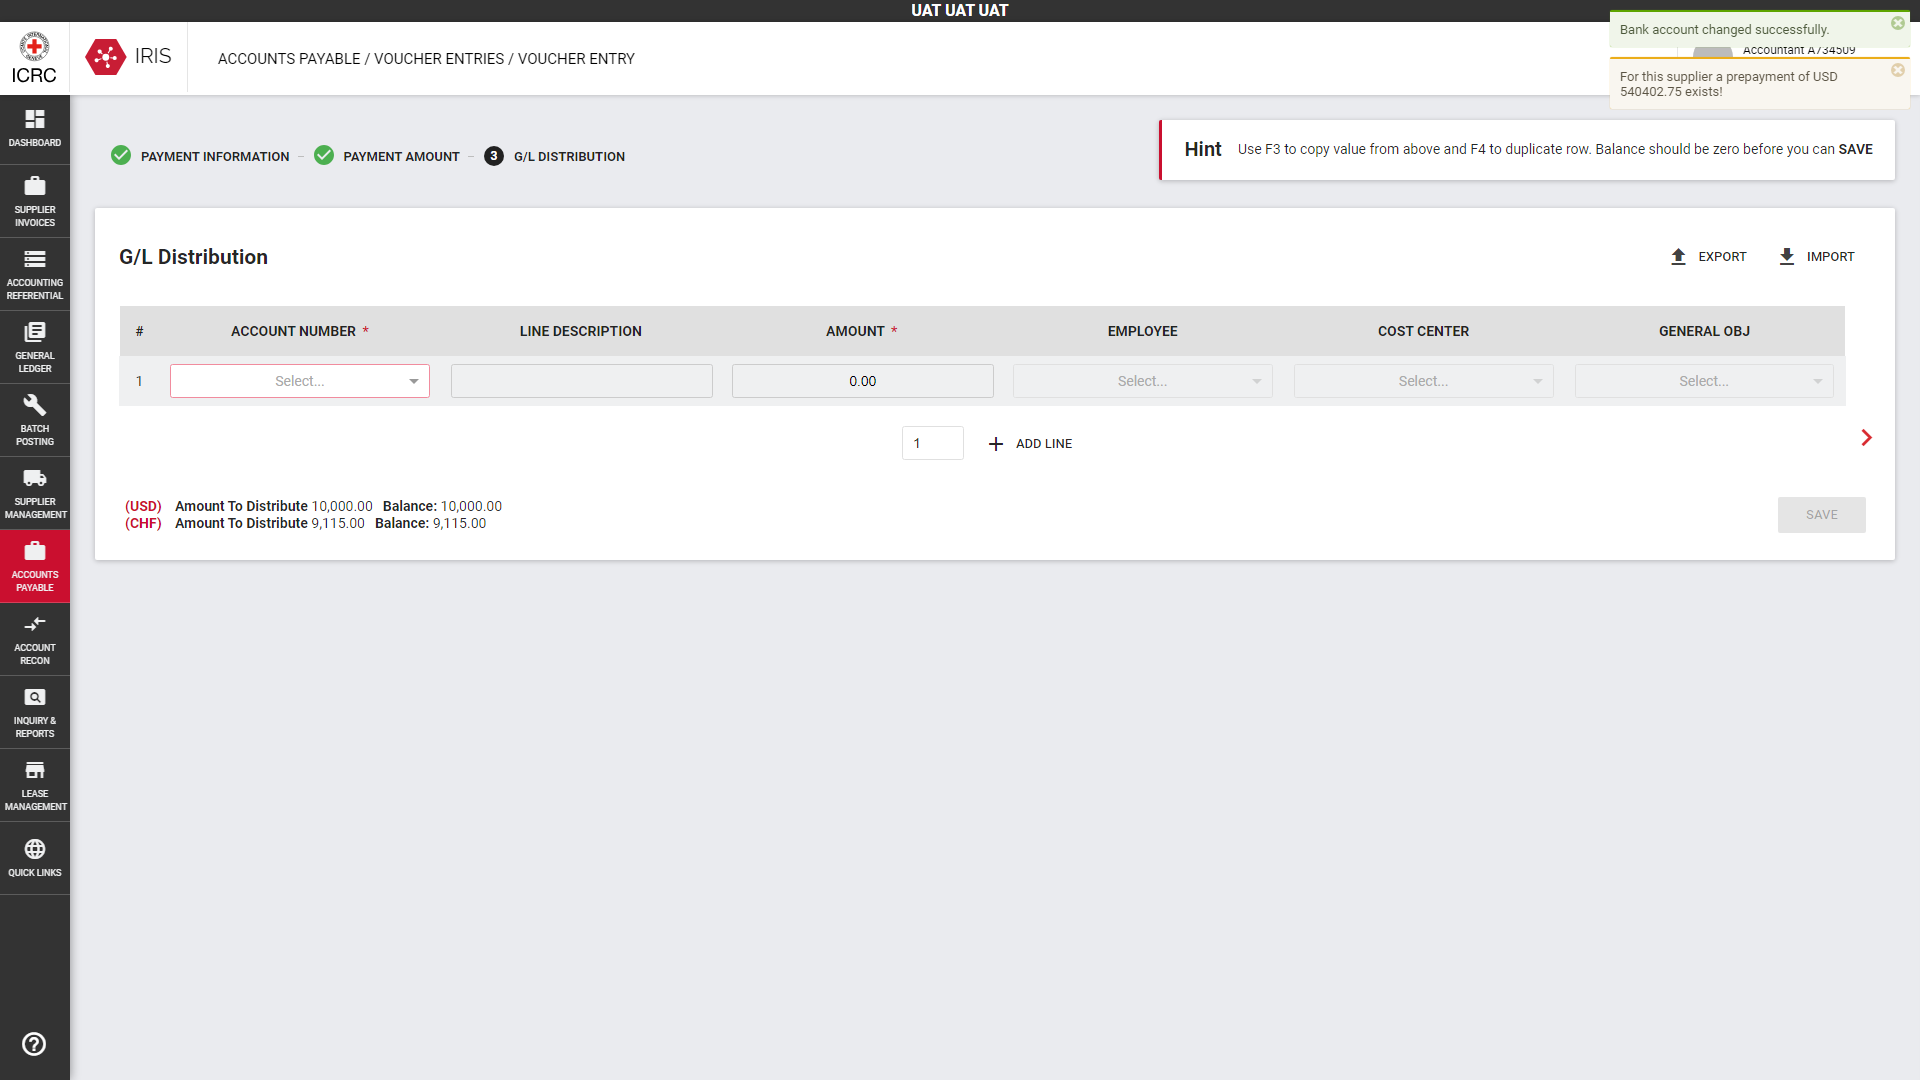 UAT UAT UAT
ICRC
IRIS
ACCOUNTS PAYABLE / VOUCHER ENTRIES / VOUCHER ENTRY
Bank account changed successfully.
Accountant A734509
For this supplier a prepayment of USD
540402.75 exists!
DASHBOARD
SUPPLIER
INVOICES
ACCOUNTING
REFERENTIAL
GENERAL
LEDGER
BATCH
POSTING
SUPPLIER
MANAGEMENT
ACCOUNTS
PAYABLE
ACCOUNT
RECON
INQUIRY &
REPORTS
LEASE
MANAGEMENT
QUICK LINKS
PAYMENT INFORMATION – PAYMENT AMOUNT – 3 G/L DISTRIBUTION
Hint Use F3 to copy value from above and F4 to duplicate row. Balance should be zero before you can SAVE
G/L Distribution
EXPORT IMPORT
# ACCOUNT NUMBER * LINE DESCRIPTION AMOUNT * EMPLOYEE COST CENTER GENERAL OBJ
1 Select... 0.00 Select... Select... Select...
1 + ADD LINE
(USD) Amount To Distribute 10,000.00 Balance: 10,000.00
(CHF) Amount To Distribute 9,115.00 Balance: 9,115.00
SAVE